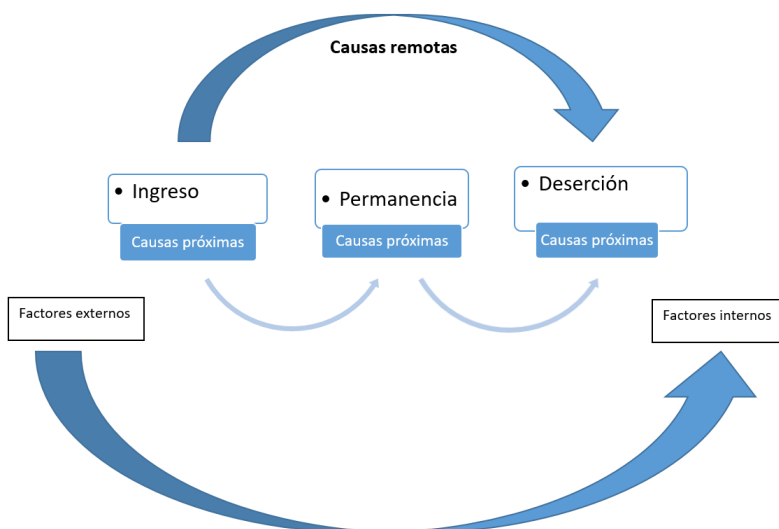 Causas remotas
• Ingreso
Causas próximas
• Permanencia
Causas próximas
• Deserción
Causas próximas
Factores externos
Factores internos